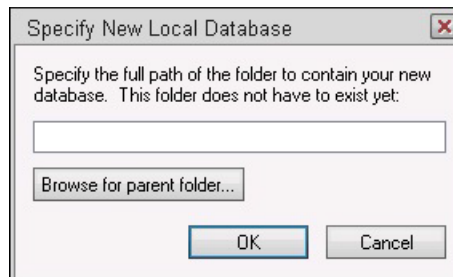 Specify New Local Database
Specify the full path of the folder to contain your new
database. This folder does not have to exist yet:
Browse for parent folder...
OK
Cancel